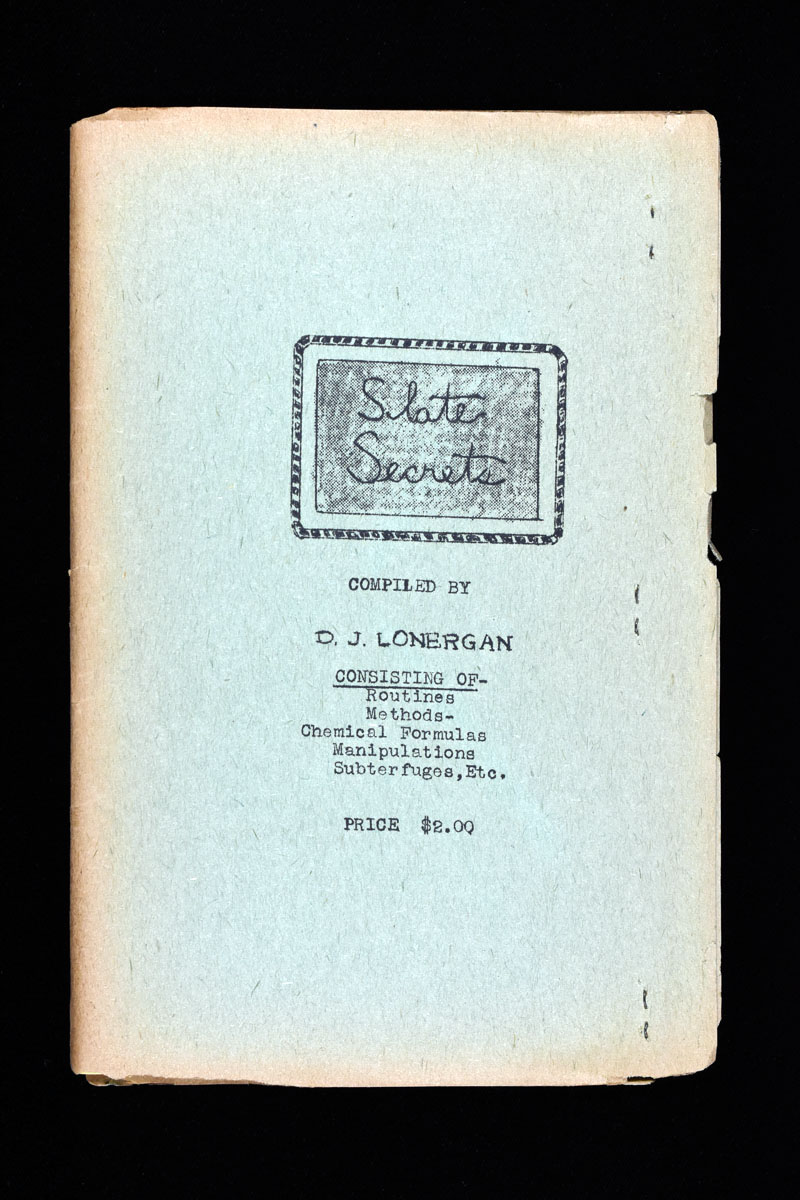 Slate
Secrets
COMPILED BY
D. J. LONERGAN
CONSISTING OF-
Routines
Methods-
Chemical Formulas
Manipulations
Subterfuges,Etc.
PRICE $2.00